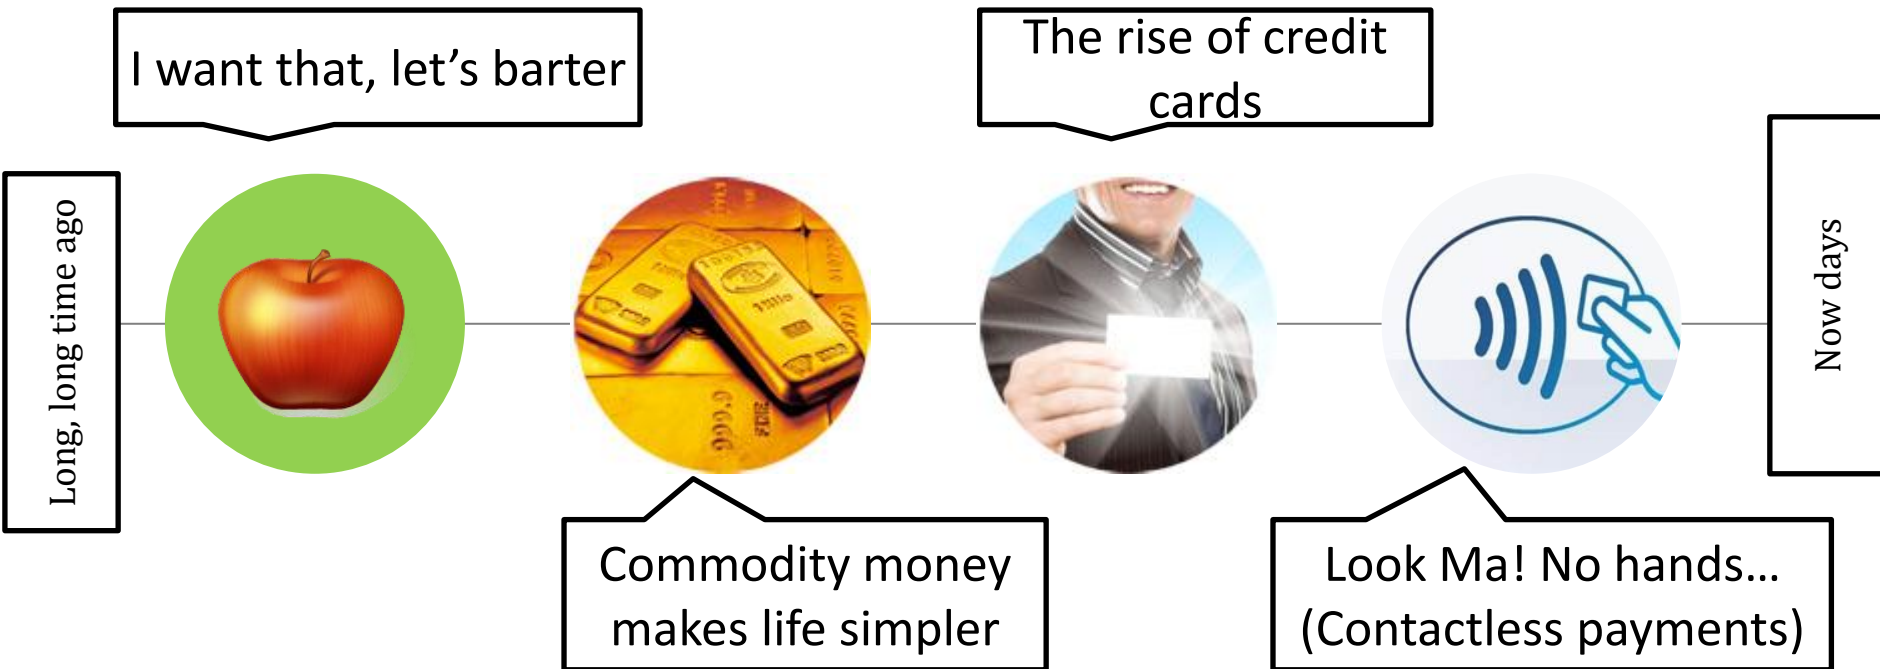 I want that, let’s barter
The rise of credit
cards
Long, long time ago
Now days
Commodity money
makes life simpler
Look Ma! No hands…
(Contactless payments)